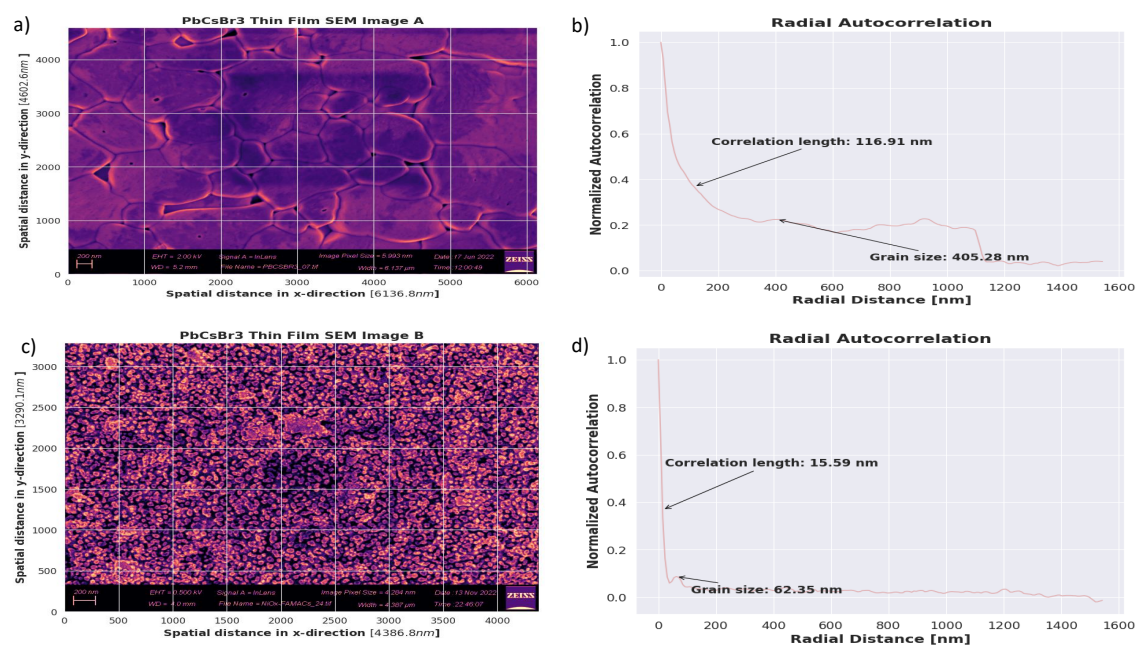 a)
PbCsBr3 Thin Film SEM Image A
Spatial distance in y-direction [4602.6nm ]
4000
3000
2000
1000
0
200 nm
EHT = 2.00 kV
Signal A = InLens
Image Pixel Size = 5.993 nm
Date :17 Jun 2022
WD = 5.2 mm
File Name = PBCSBR3_07.tif
Width = 6.137 μm
Time :12:00:49
ZEISS
0 1000 2000 3000 4000 5000 6000
Spatial distance in x-direction [6136.8nm]
b)
Radial Autocorrelation
Normalized Autocorrelation
1.0
0.8
0.6
0.4
0.2
0.0
Correlation length: 116.91 nm
Grain size: 405.28 nm
0 200 400 600 800 1000 1200 1400 1600
Radial Distance [nm]
c)
PbCsBr3 Thin Film SEM Image B
Spatial distance in y-direction [3290.1nm ]
3000
2500
2000
1500
1000
500
0
200 nm
EHT = 0.500 kV
Signal A = InLens
Image Pixel Size = 4.284 nm
Date :13 Nov 2022
WD = 4.0 mm
File Name = NiOx-FAMACs_24.tif
Width = 4.387 μm
Time :22:46:07
ZEISS
0 500 1000 1500 2000 2500 3000 3500 4000
Spatial distance in x-direction [4386.8nm]
d)
Radial Autocorrelation
Normalized Autocorrelation
1.0
0.8
0.6
0.4
0.2
0.0
Correlation length: 15.59 nm
Grain size: 62.35 nm
0 200 400 600 800 1000 1200 1400 1600
Radial Distance [nm]